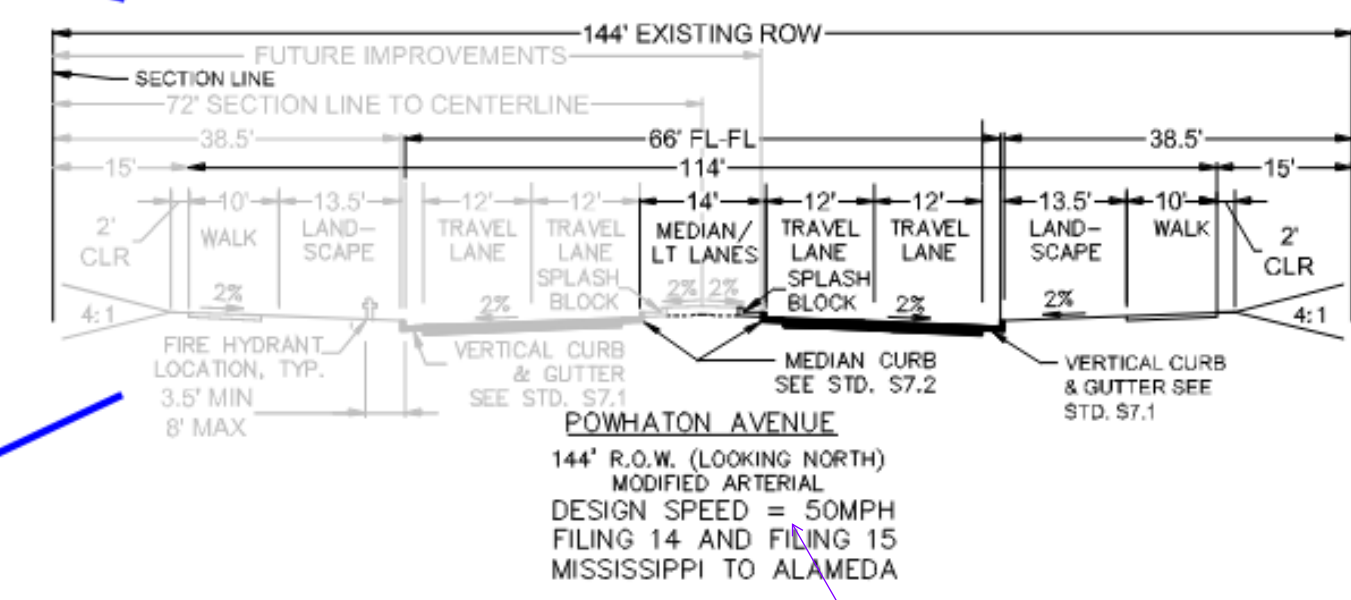 144' EXISTING ROW
FUTURE IMPROVEMENTS
SECTION LINE
72' SECTION LINE TO CENTERLINE
38.5' 66' FL-FL 38.5'
15' 114' 15'
2'
CLR
10'
WALK
13.5'
LAND-
SCAPE
12'
TRAVEL
LANE
12'
TRAVEL
LANE
SPLASH
BLOCK
14'
MEDIAN/
LT LANES
12'
TRAVEL
LANE
SPLASH
BLOCK
12'
TRAVEL
LANE
13.5'
LAND-
SCAPE
10'
WALK
2'
CLR
4:1 2% 2% 2% 2% 2% 2% 4:1
FIRE HYDRANT
LOCATION, TYP.
3.5' MIN
8' MAX
VERTICAL CURB
& GUTTER
SEE STD. S7.1
MEDIAN CURB
SEE STD. S7.2
VERTICAL CURB
& GUTTER SEE
STD. S7.1
POWHATON AVENUE
144' R.O.W. (LOOKING NORTH)
MODIFIED ARTERIAL
DESIGN SPEED = 50MPH
FILING 14 AND FILING 15
MISSISSIPPI TO ALAMEDA